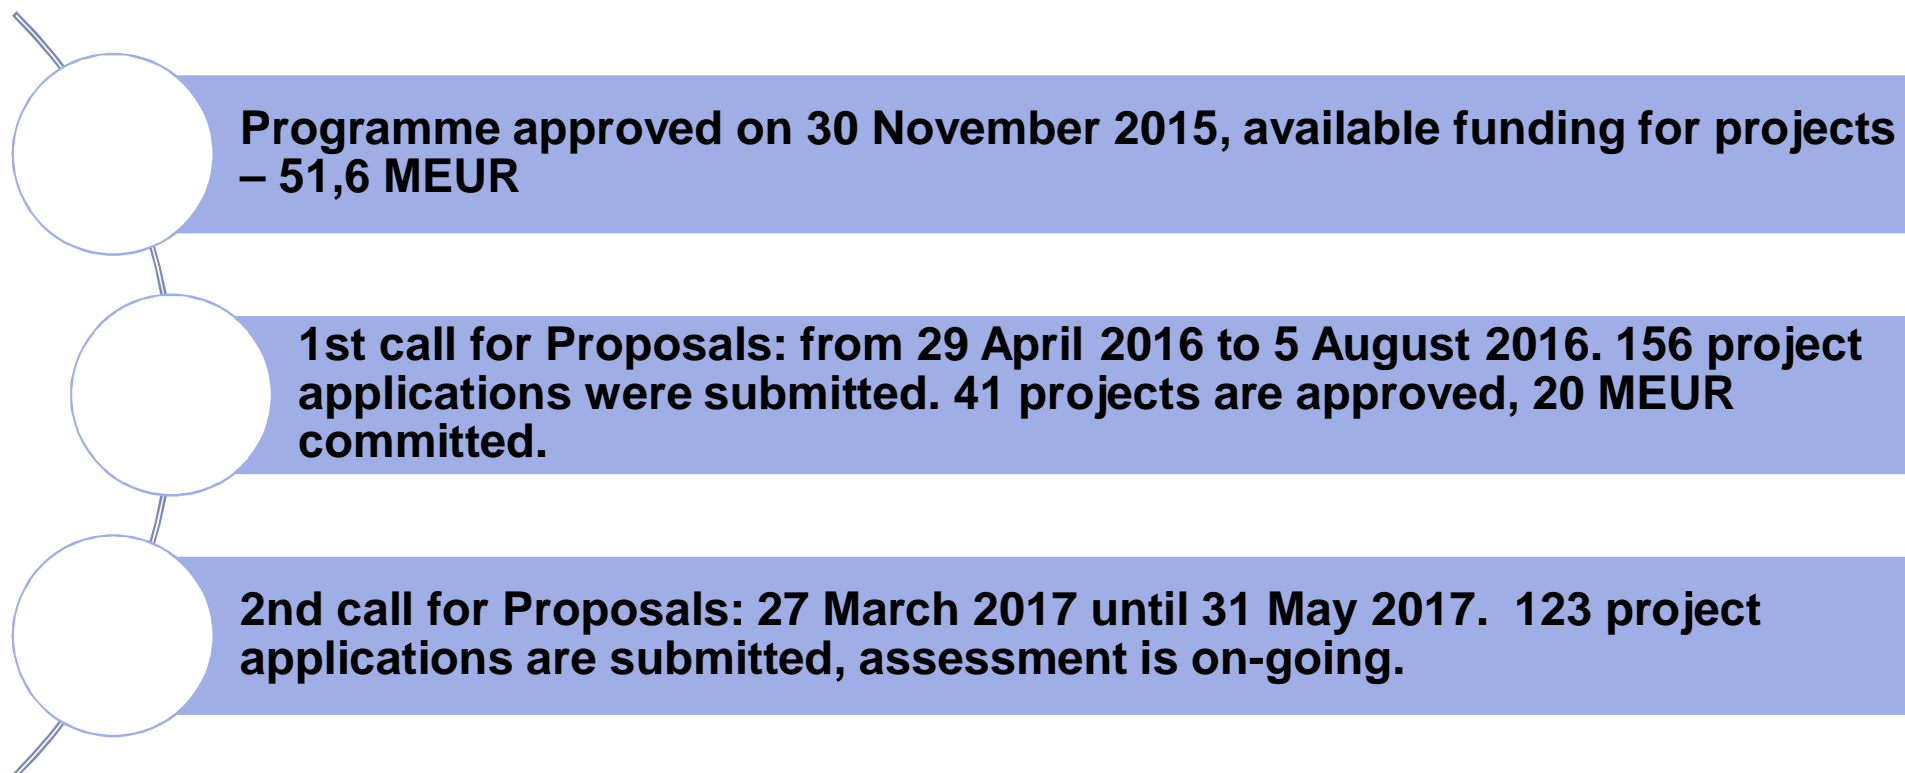 Programme approved on 30 November 2015, available funding for projects
– 51,6 MEUR
1st call for Proposals: from 29 April 2016 to 5 August 2016. 156 project
applications were submitted. 41 projects are approved, 20 MEUR
committed.
2nd call for Proposals: 27 March 2017 until 31 May 2017.  123 project
applications are submitted, assessment is on-going.